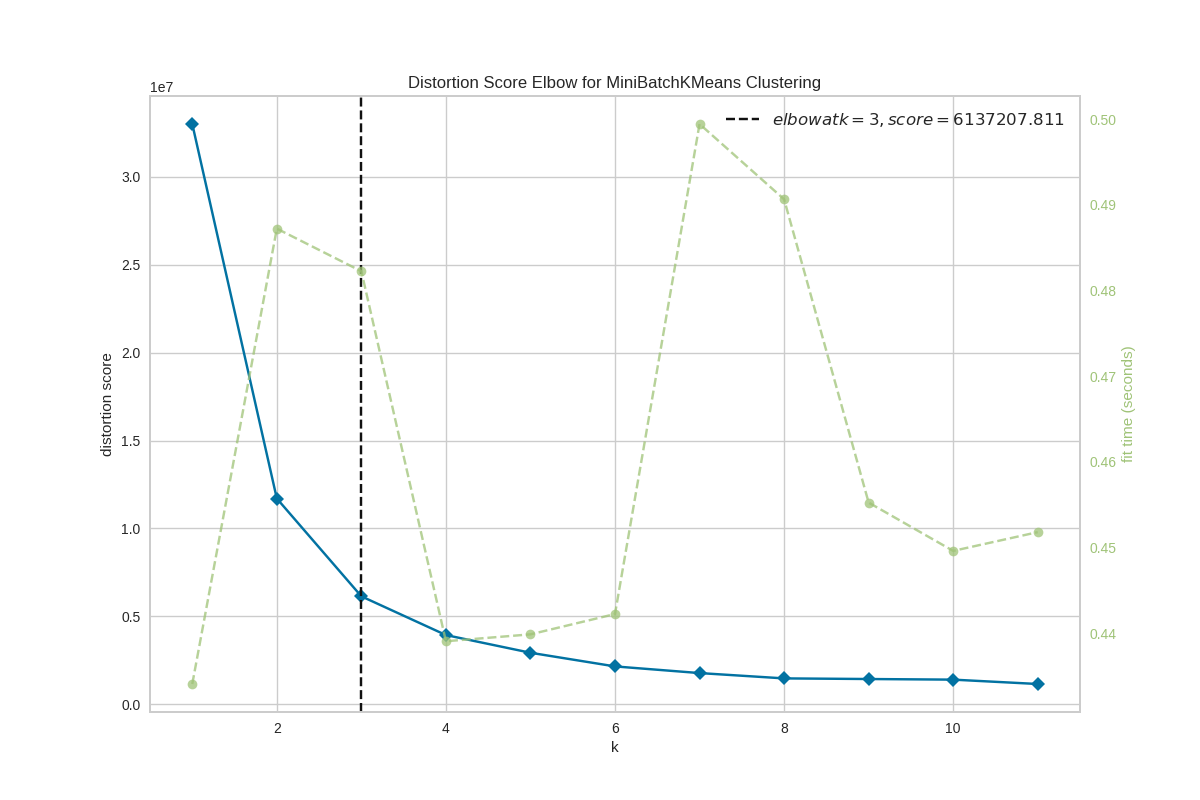 Distortion Score Elbow for MiniBatchKMeans Clustering
1e7
elbowatk = 3, score = 6137207.811
3.0
2.5
2.0
1.5
1.0
0.5
0.0
distortion score
0.50
0.49
0.48
0.47
0.46
0.45
0.44
fit time (seconds)
2 4 6 8 10
k